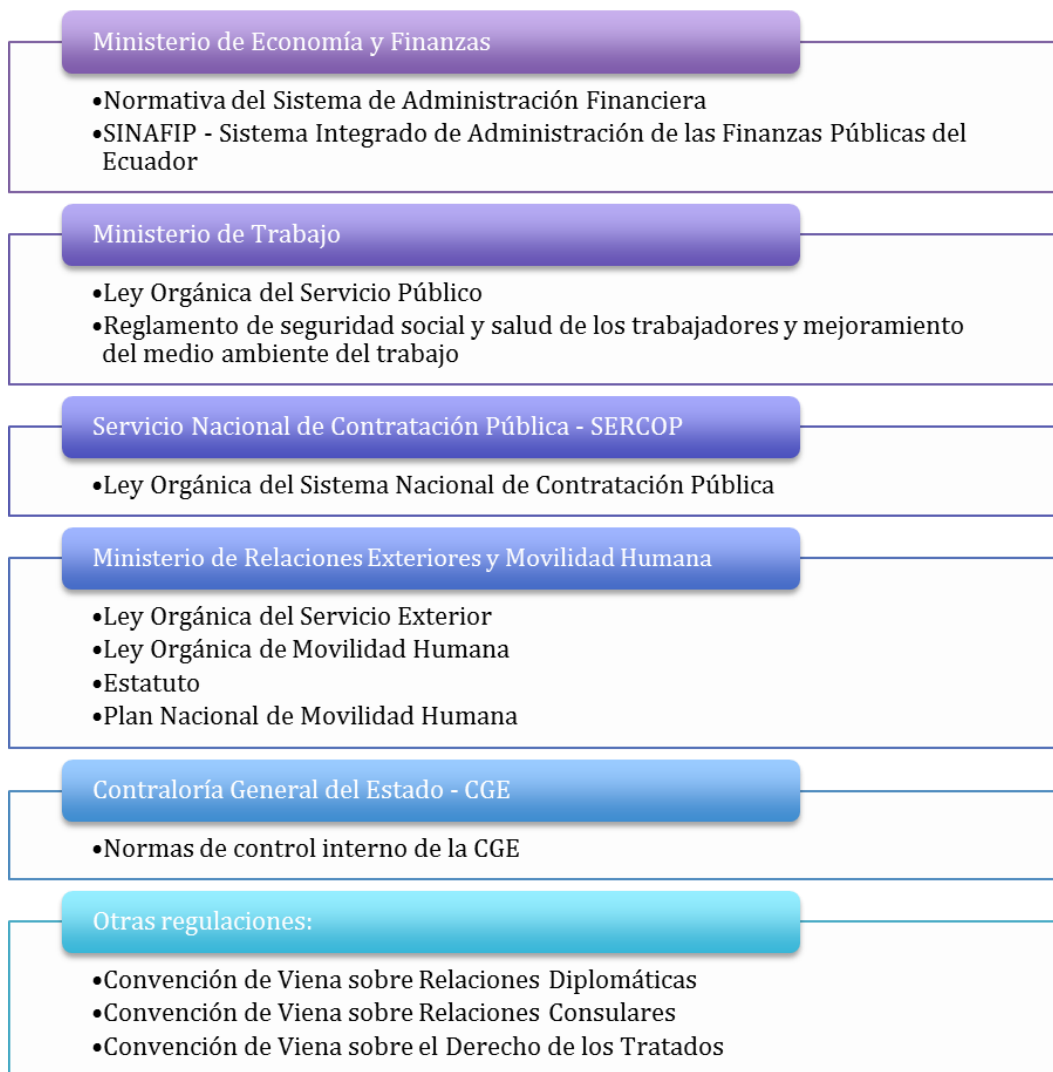 Ministerio de Economía y Finanzas
•Normativa del Sistema de Administración Financiera
•SINAFIP - Sistema Integrado de Administración de las Finanzas Públicas del
Ecuador
Ministerio de Trabajo
•Ley Orgánica del Servicio Público
•Reglamento de seguridad social y salud de los trabajadores y mejoramiento
del medio ambiente del trabajo
Servicio Nacional de Contratación Pública - SERCOP
•Ley Orgánica del Sistema Nacional de Contratación Pública
Ministerio de Relaciones Exteriores y Movilidad Humana
•Ley Orgánica del Servicio Exterior
•Ley Orgánica de Movilidad Humana
•Estatuto
•Plan Nacional de Movilidad Humana
Contraloría General del Estado - CGE
•Normas de control interno de la CGE
Otras regulaciones:
•Convención de Viena sobre Relaciones Diplomáticas
•Convención de Viena sobre Relaciones Consulares
•Convención de Viena sobre el Derecho de los Tratados